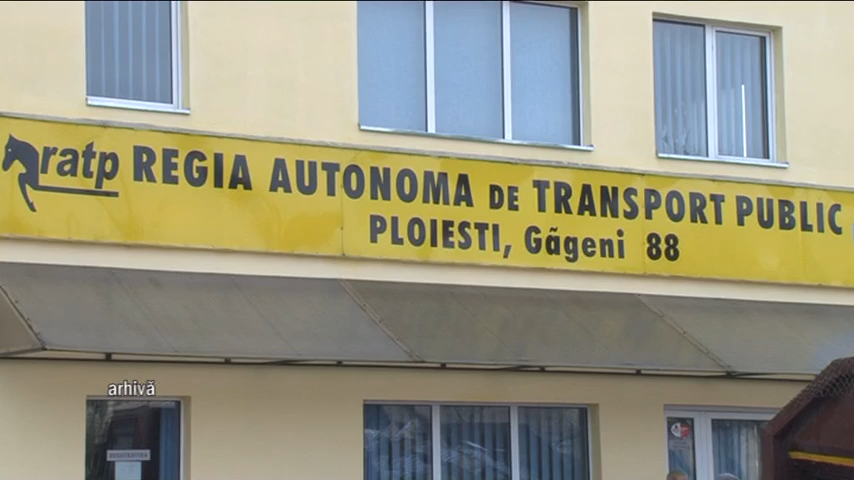 ratp REGIA AUTONOMA DE TRANSPORT PUBLIC
PLOIESTI, Găgeni 88
arhivă